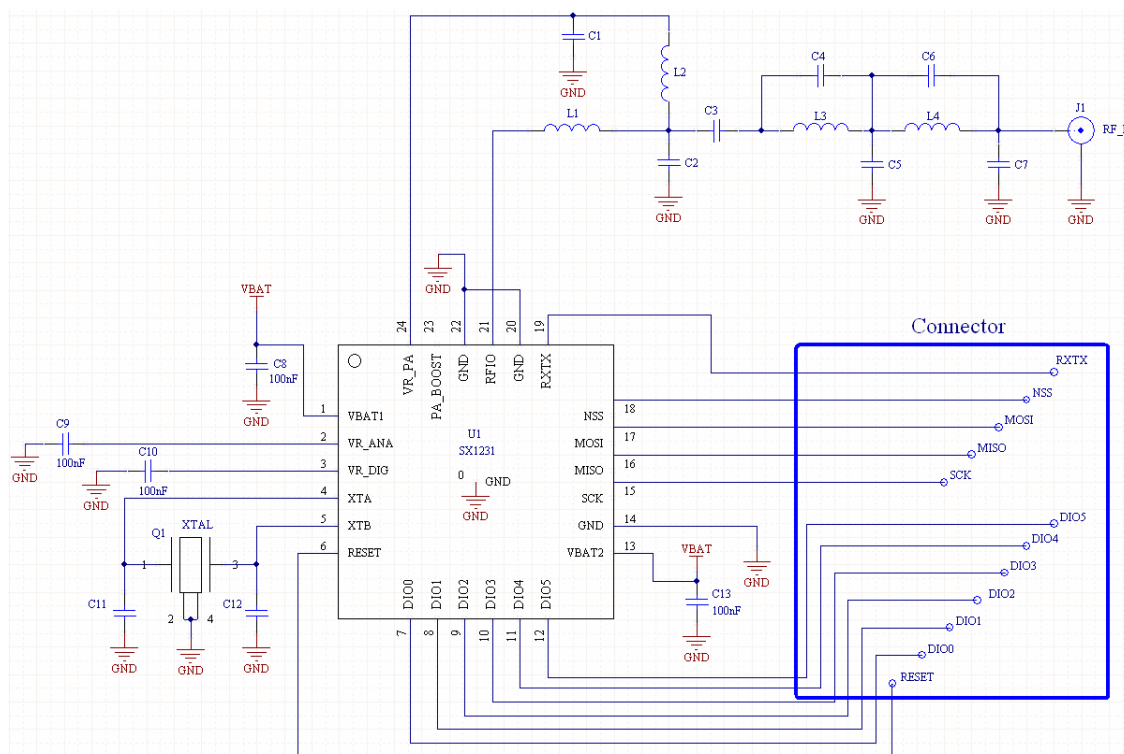 C1
GND
L2
C4
C6
L1
C3
L3
L4
J1
RF_
C2
GND
C5
GND
C7
GND
GND
GND
VBAT
C8
100nF
GND
24
23
22
21
20
19
VR_PA
PA_BOOST
GND
RFIO
GND
RXTX
1
VBAT1
2
VR_ANA
3
VR_DIG
4
XTA
5
XTB
6
RESET
U1
SX1231
0
GND
GND
NSS
18
MOSI
17
MISO
16
SCK
15
GND
14
VBAT2
13
DIO0
DIO1
DIO2
DIO3
DIO4
DIO5
7
8
9
10
11
12
C9
100nF
GND
C10
100nF
GND
Q1
XTAL
1
3
2
4
C11
GND
GND
C12
GND
VBAT
C13
100nF
GND
GND
Connector
RXTX
NSS
MOSI
MISO
SCK
DIO5
DIO4
DIO3
DIO2
DIO1
DIO0
RESET